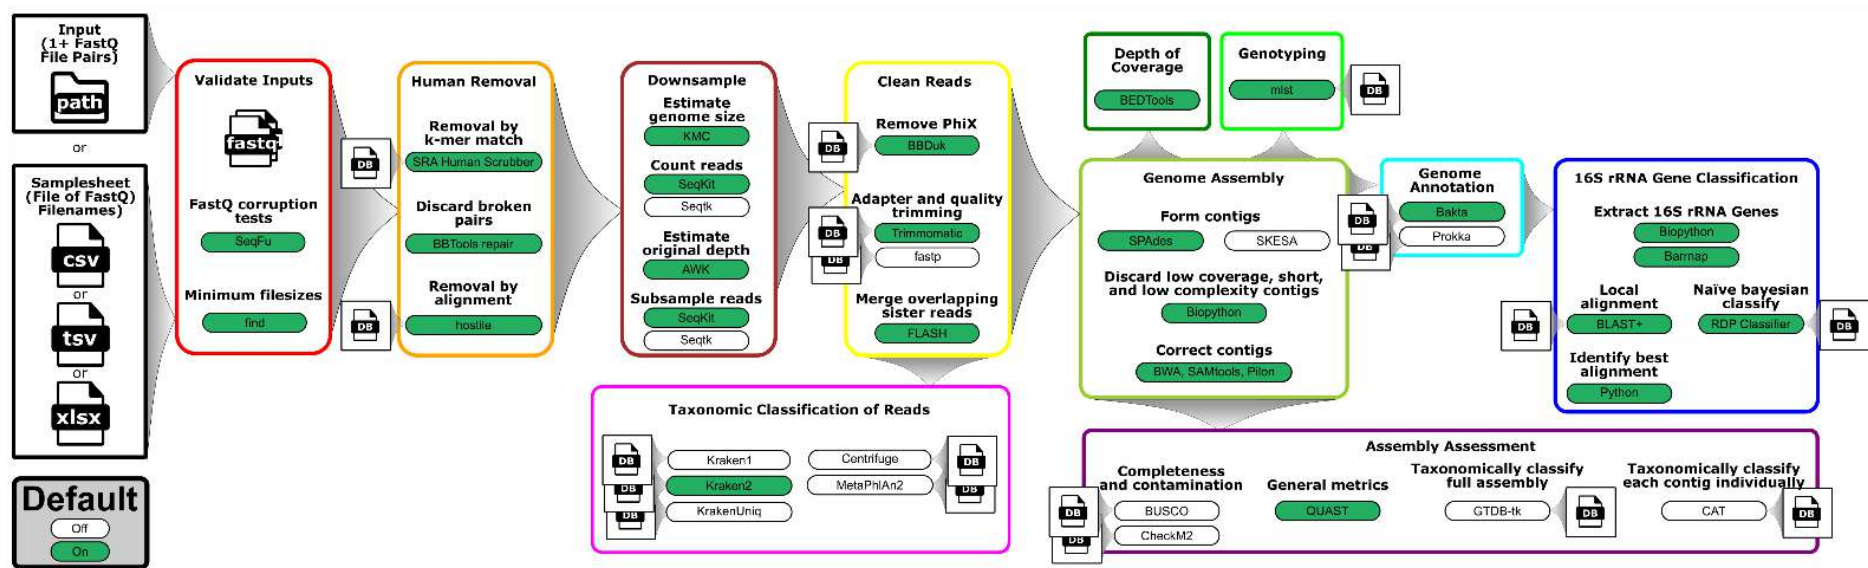 Input
(1+ FastQ
File Pairs)
path
or
Samplesheet
(File of FastQ)
Filenames)
csv
or
tsv
or
xlsx
Default
Off
On
Validate Inputs
fastq
FastQ corruption
tests
SeqFu
Minimum filesizes
find
Human Removal
Removal by
k-mer match
DB
SRA Human Scrubber
Discard broken
pairs
BBTools repair
Removal by
alignment
DB
hostile
Downsample
Estimate
genome size
KMC
Count reads
SeqKit
Seqtk
Estimate
original depth
AWK
Subsample reads
SeqKit
Seqtk
Clean Reads
Remove PhiX
DB
BBDuk
Adapter and quality
trimming
DB
Trimmomatic
DB
fastp
Merge overlapping
sister reads
FLASH
Taxonomic Classification of Reads
DB
Kraken1
DB
Kraken2
DB
KrakenUniq
Centrifuge
DB
MetaPhlAn2
DB
Depth of
Coverage
BEDTools
Genotyping
mlst
DB
Genome Assembly
Form contigs
SPAdes
SKESA
Discard low coverage, short,
and low complexity contigs
Biopython
Correct contigs
BWA, SAMtools, Pilon
Genome
Annotation
DB
Bakta
DB
Prokka
16S rRNA Gene Classification
Extract 16S rRNA Genes
Biopython
Barrnap
Local
alignment
DB
BLAST+
Naïve bayesian
classify
RDP Classifier
DB
Identify best
alignment
Python
Assembly Assessment
Completeness
and contamination
DB
BUSCO
DB
CheckM2
General metrics
QUAST
Taxonomically classify
full assembly
GTDB-tk
DB
Taxonomically classify
each contig individually
CAT
DB